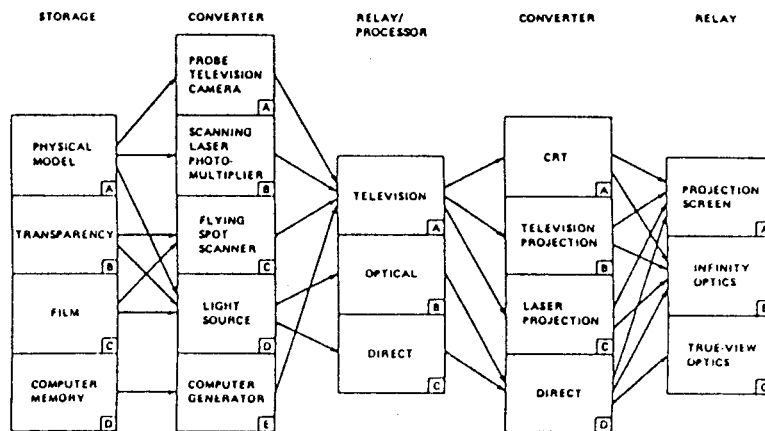 STORAGE
CONVERTER
RELAY/
PROCESSOR
CONVERTER
RELAY
PHYSICAL
MODEL
A
TRANSPARENCY
B
FILM
C
COMPUTER
MEMORY
D
PROBE
TELEVISION
CAMERA
A
SCANNING
LASER
PHOTO-
MULTIPLIER
B
FLYING
SPOT
SCANNER
C
LIGHT
SOURCE
D
COMPUTER
GENERATOR
E
TELEVISION
A
OPTICAL
B
DIRECT
C
CRT
A
TELEVISION
PROJECTION
B
LASER
PROJECTION
C
DIRECT
D
PROJECTION
SCREEN
A
INFINITY
OPTICS
B
TRUE-VIEW
OPTICS
C